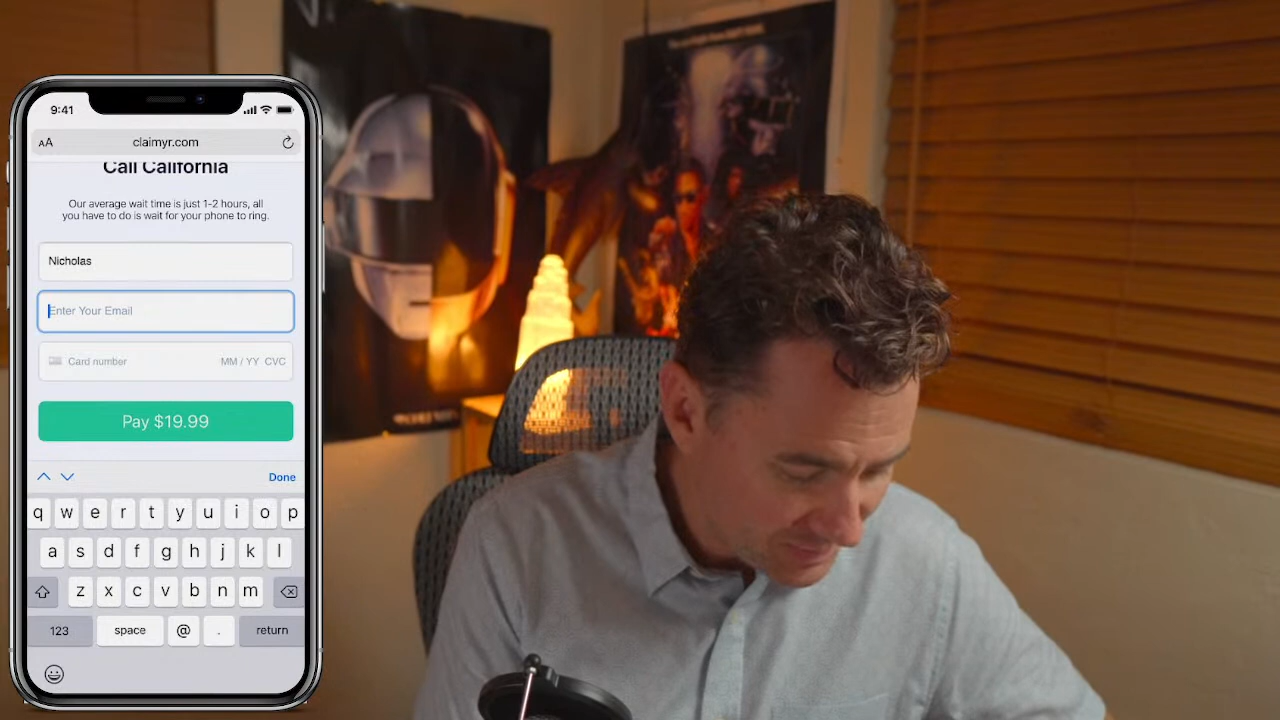 9:41
AA
claimyr.com
Call California
Our average wait time is just 1-2 hours, all
you have to do is wait for your phone to ring.
Nicholas
Enter Your Email
Card number MM / YY CVC
Pay $19.99
Done
q w e r t y u i o p
a s d f g h j k l
z x c v b n m
123 space @ . return